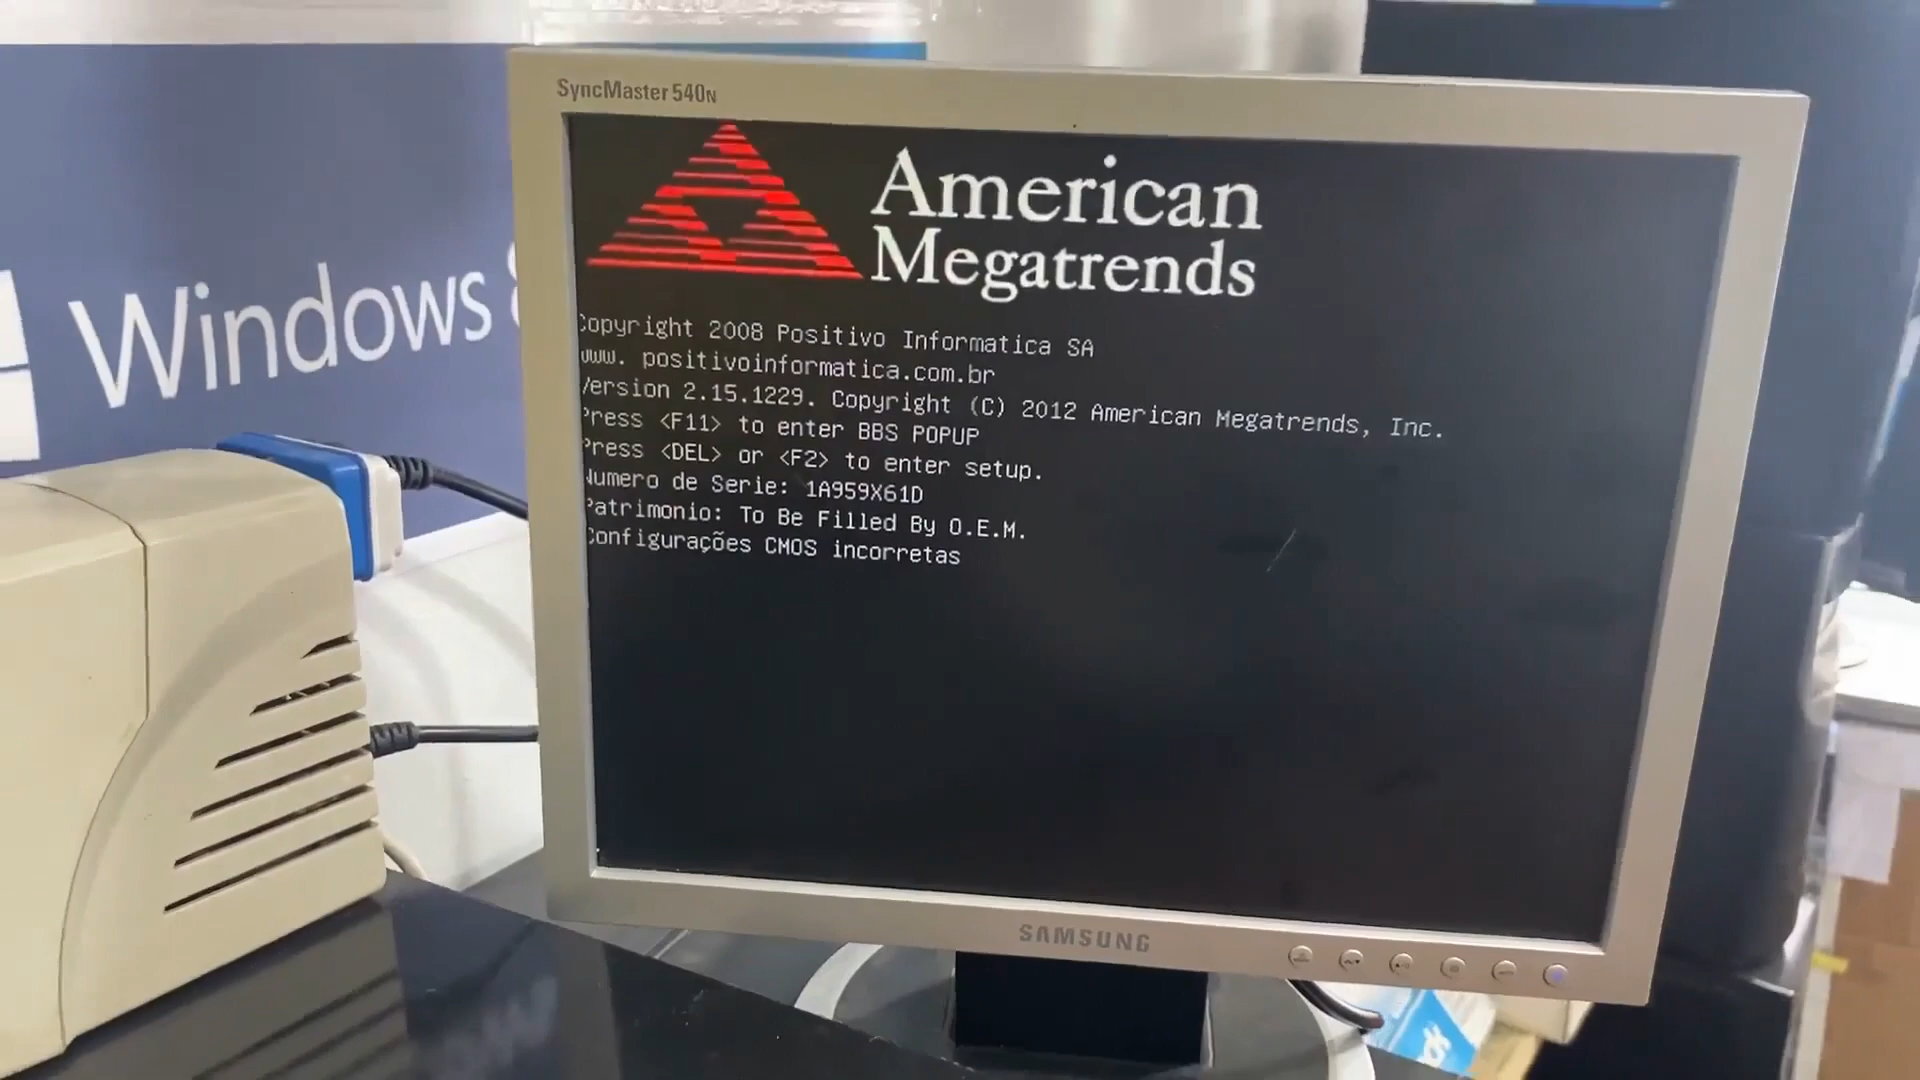 SyncMaster 540N
American
Megatrends
Copyright 2008 Positivo Informatica SA
www. positivoinformatica.com.br
Version 2.15.1229. Copyright (C) 2012 American Megatrends, Inc.
Press <F11> to enter BBS POPUP
Press <DEL> or <F2> to enter setup.
Numero de Serie: 1A959X61D
Patrimonio: To Be Filled By O.E.M.
Configurações CMOS incorretas
Windows
SAMSUNG